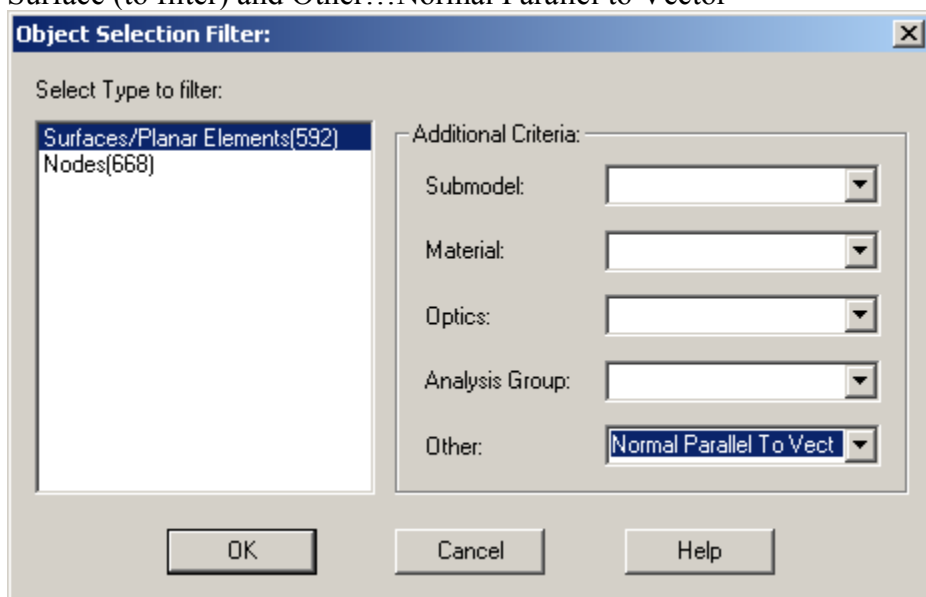 Surface (to filter) and Other…Normal Parallel to Vector
Object Selection Filter:
Select Type to filter:
Surfaces/Planar Elements(592)
Nodes(668)
Additional Criteria:
Submodel:
Material:
Optics:
Analysis Group:
Other: Normal Parallel To Vect
OK Cancel Help